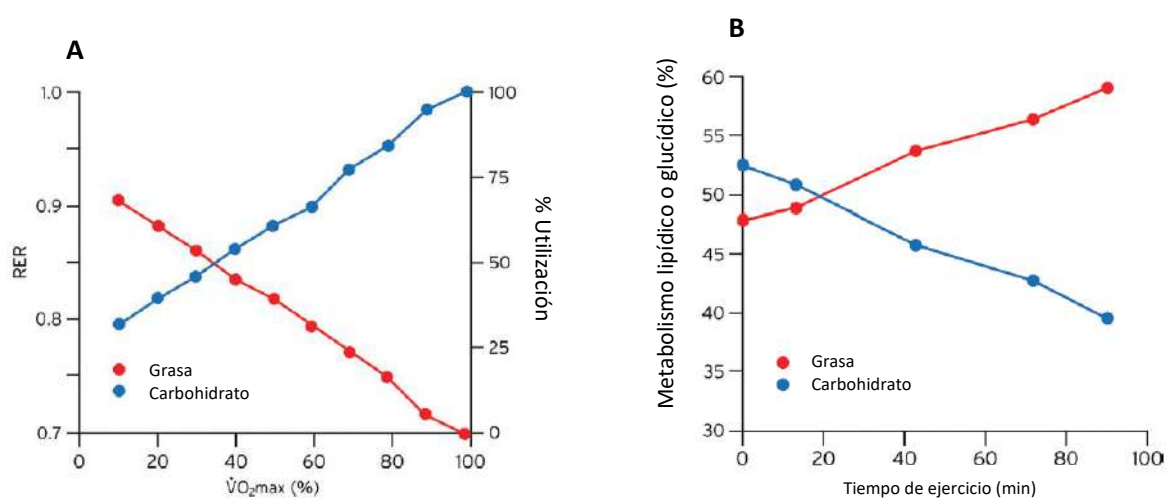 A
RER
1.0
0.9
0.8
0.7
100
75
50
25
0
% Utilización
Grasa
Carbohidrato
0 20 40 60 80 100
V̇O₂max (%)
B
Metabolismo lipídico o glucídico (%)
60
55
50
45
40
35
30
Grasa
Carbohidrato
0 20 40 60 80 100
Tiempo de ejercicio (min)